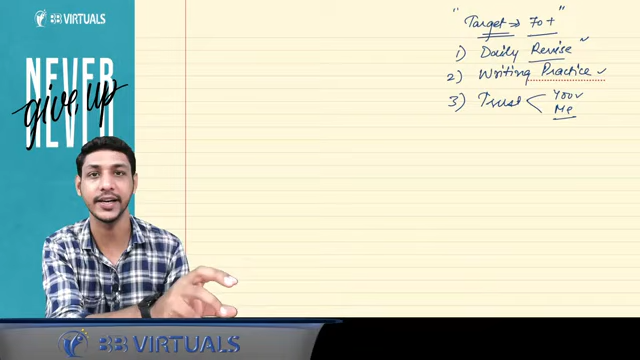 BB VIRTUALS
NEVER
give up
NEVER
" Target ⇒ 70+ "
1) Daily Revise ~
2) Writing Practice ✓
3) Trust < Your
Me
BB VIRTUALS